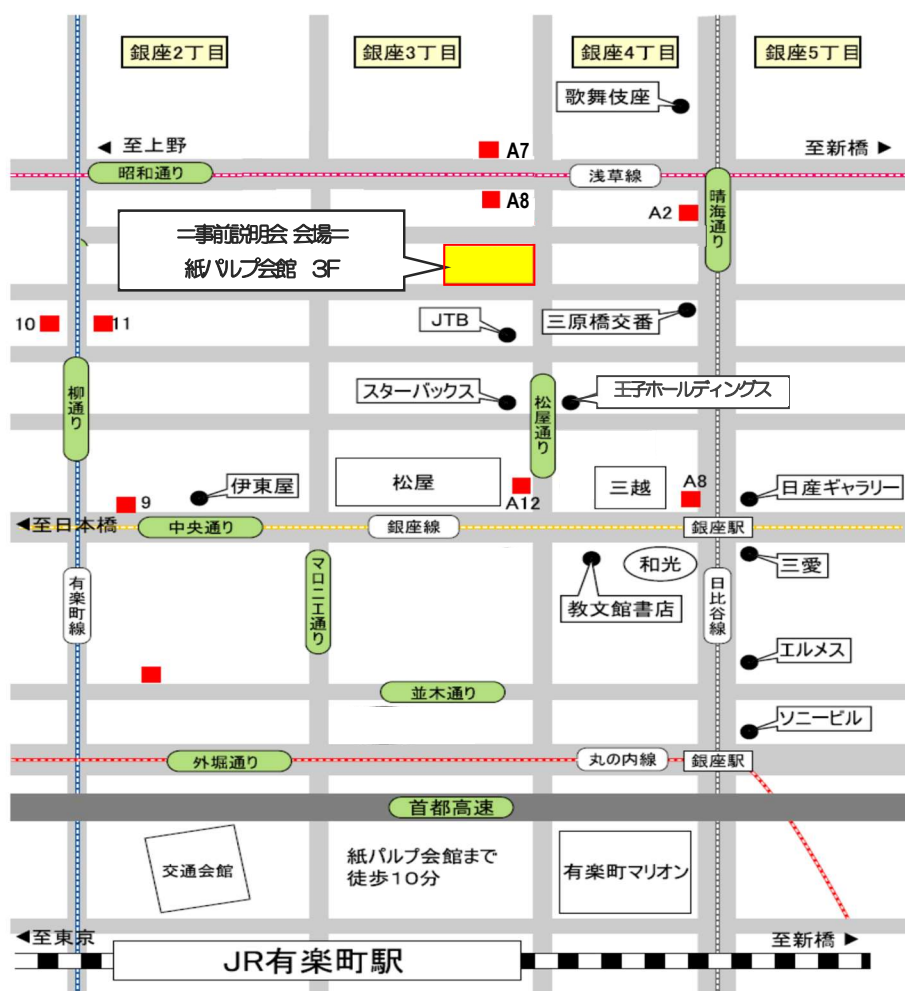 銀座2丁目
銀座3丁目
銀座4丁目
銀座5丁目
歌舞伎座
至上野
A7
至新橋
昭和通り
浅草線
A8
A2
晴海通り
=事前説明会 会場=
紙パルプ会館 3F
10
11
JTB
三原橋交番
柳通り
スターバックス
松屋通り
王子ホールディングス
9
伊東屋
松屋
A12
三越
A8
日産ギャラリー
至日本橋
中央通り
銀座線
銀座駅
有楽町線
マロニエ通り
教文館書店
和光
日比谷線
三愛
エルメス
並木通り
ソニービル
外堀通り
丸の内線
銀座駅
首都高速
交通会館
紙パルプ会館まで
徒歩10分
有楽町マリオン
至東京
JR有楽町駅
至新橋